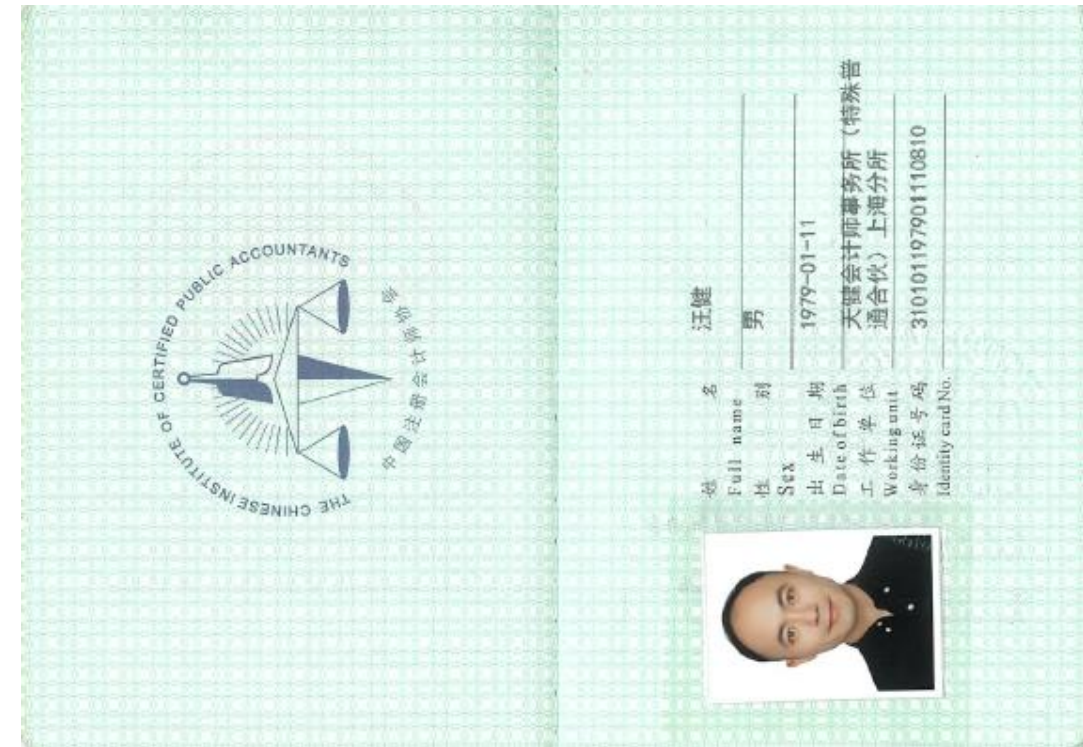 THE CHINESE INSTITUTE OF CERTIFIED PUBLIC ACCOUNTANTS
中国注册会计师协会
姓 名 汪健
Full name
性 别 男
Sex
出 生 日 期 1979-01-11
Date of birth
工 作 单 位 天健会计师事务所（特殊普
通合伙）上海分所
Working unit
身 份 证 号 码 310101197901110810
Identity card No.